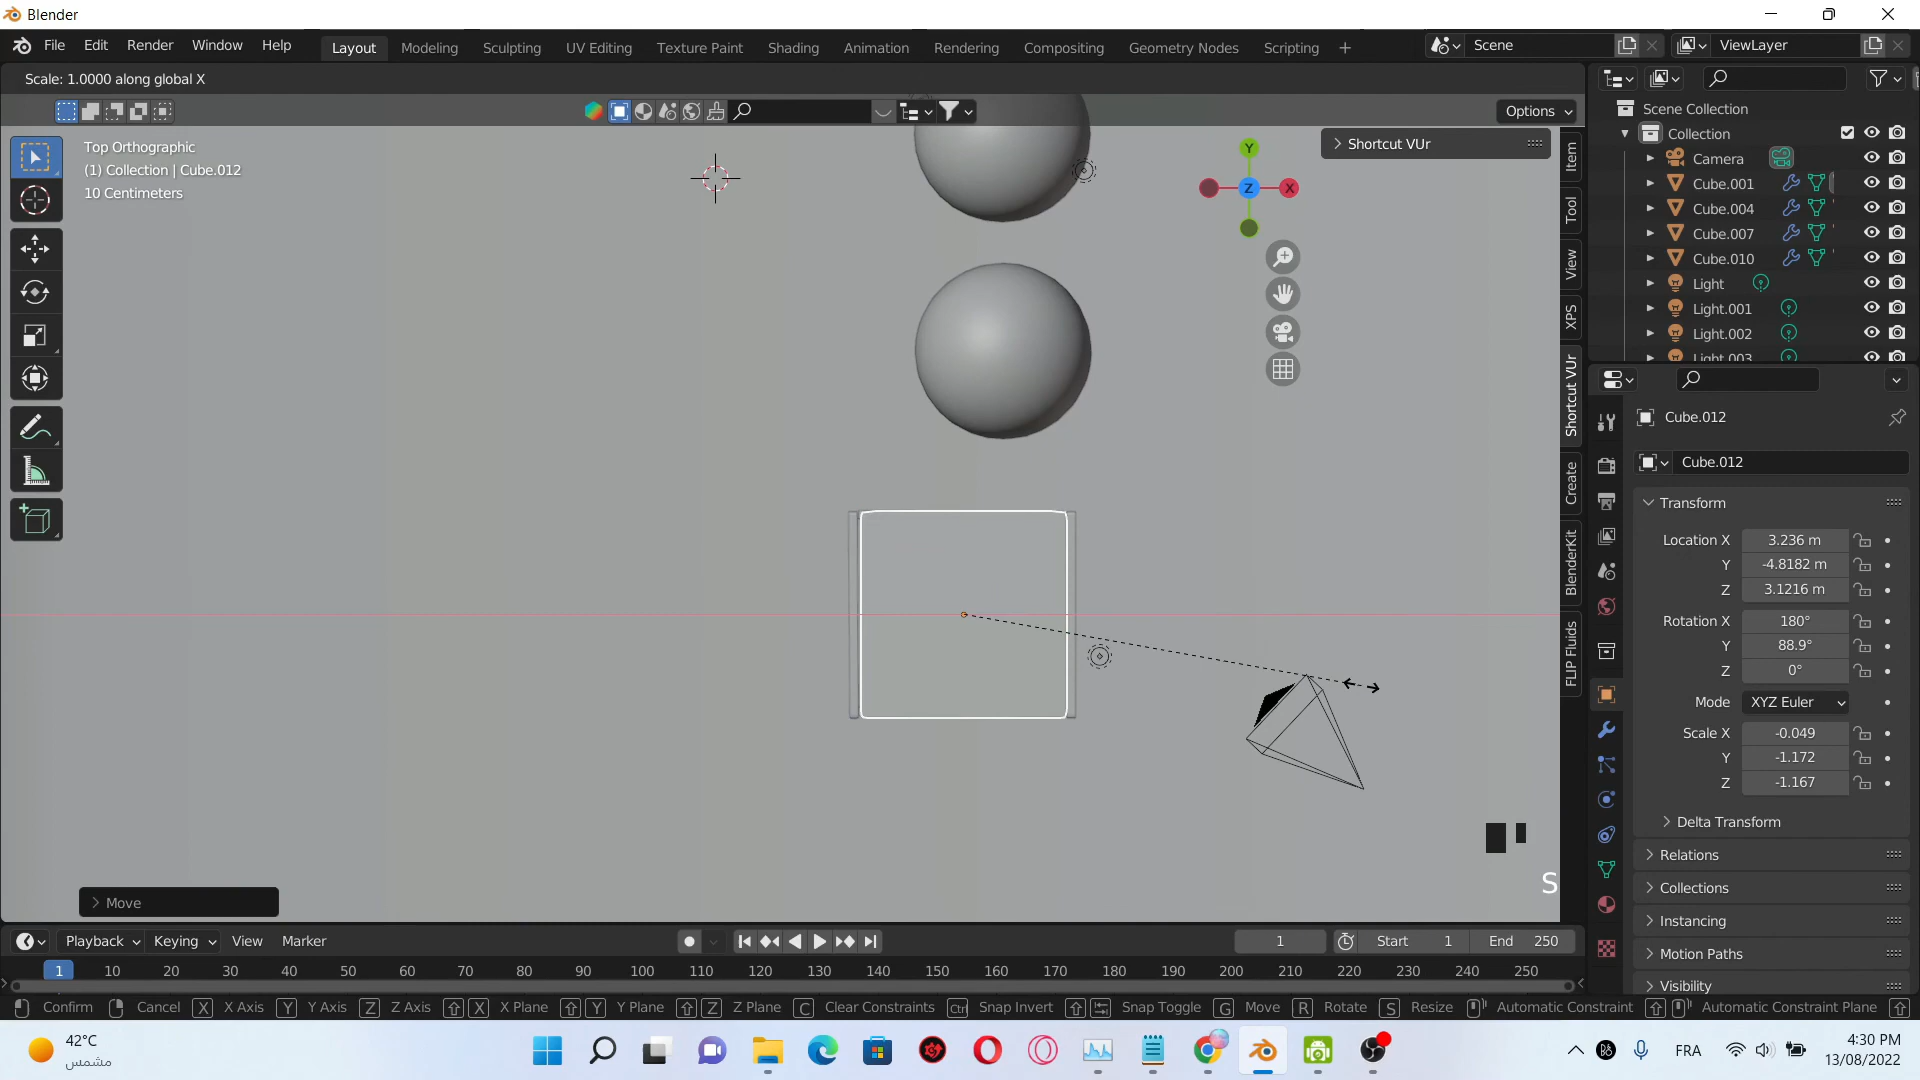 Blender
File Edit Render Window Help
Layout Modeling Sculpting UV Editing Texture Paint Shading Animation Rendering Compositing Geometry Nodes Scripting +
Scene
ViewLayer
Scale: 1.0000 along global X
Options
Top Orthographic
(1) Collection | Cube.012
10 Centimeters
Y
Z
X
Shortcut VUr
Item
Tool
View
XPS
Shortcut VUr
Create
BlenderKit
FLIP Fluids
S
Move
Scene Collection
Collection
Camera
Cube.001
Cube.004
Cube.007
Cube.010
Light
Light.001
Light.002
Light.003
Cube.012
Cube.012
Transform
Location X 3.236 m
Y -4.8182 m
Z 3.1216 m
Rotation X 180°
Y 88.9°
Z 0°
Mode XYZ Euler
Scale X -0.049
Y -1.172
Z -1.167
Delta Transform
Relations
Collections
Instancing
Motion Paths
Visibility
Playback Keying View Marker
1 Start 1 End 250
1 10 20 30 40 50 60 70 80 90 100 110 120 130 140 150 160 170 180 190 200 210 220 230 240 250
Confirm Cancel X X Axis Y Y Axis Z Z Axis X X Plane Y Y Plane Z Z Plane C Clear Constraints Ctrl Snap Invert Snap Toggle G Move R Rotate S Resize Automatic Constraint Automatic Constraint Plane
42°C
مشمس
FRA
4:30 PM
13/08/2022